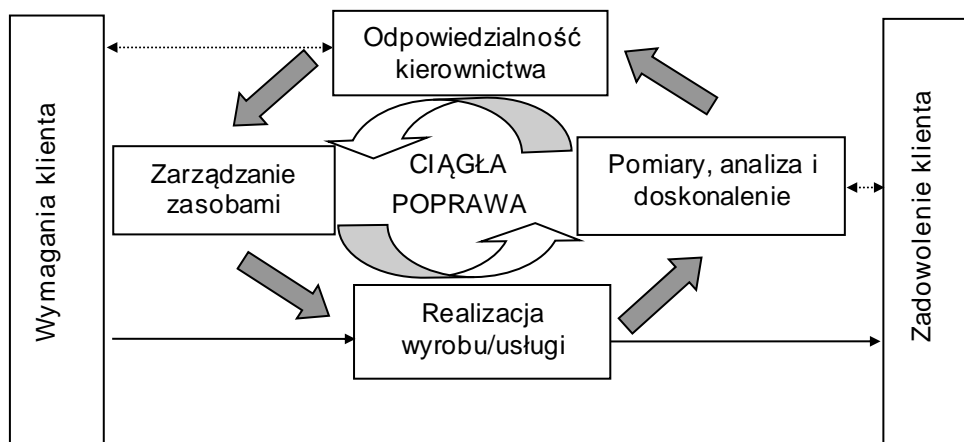 Wymagania klienta
Odpowiedzialność
kierownictwa
Zarządzanie
zasobami
CIĄGŁA
POPRAWA
Pomiary, analiza i
doskonalenie
Realizacja
wyrobu/usługi
Zadowolenie klienta